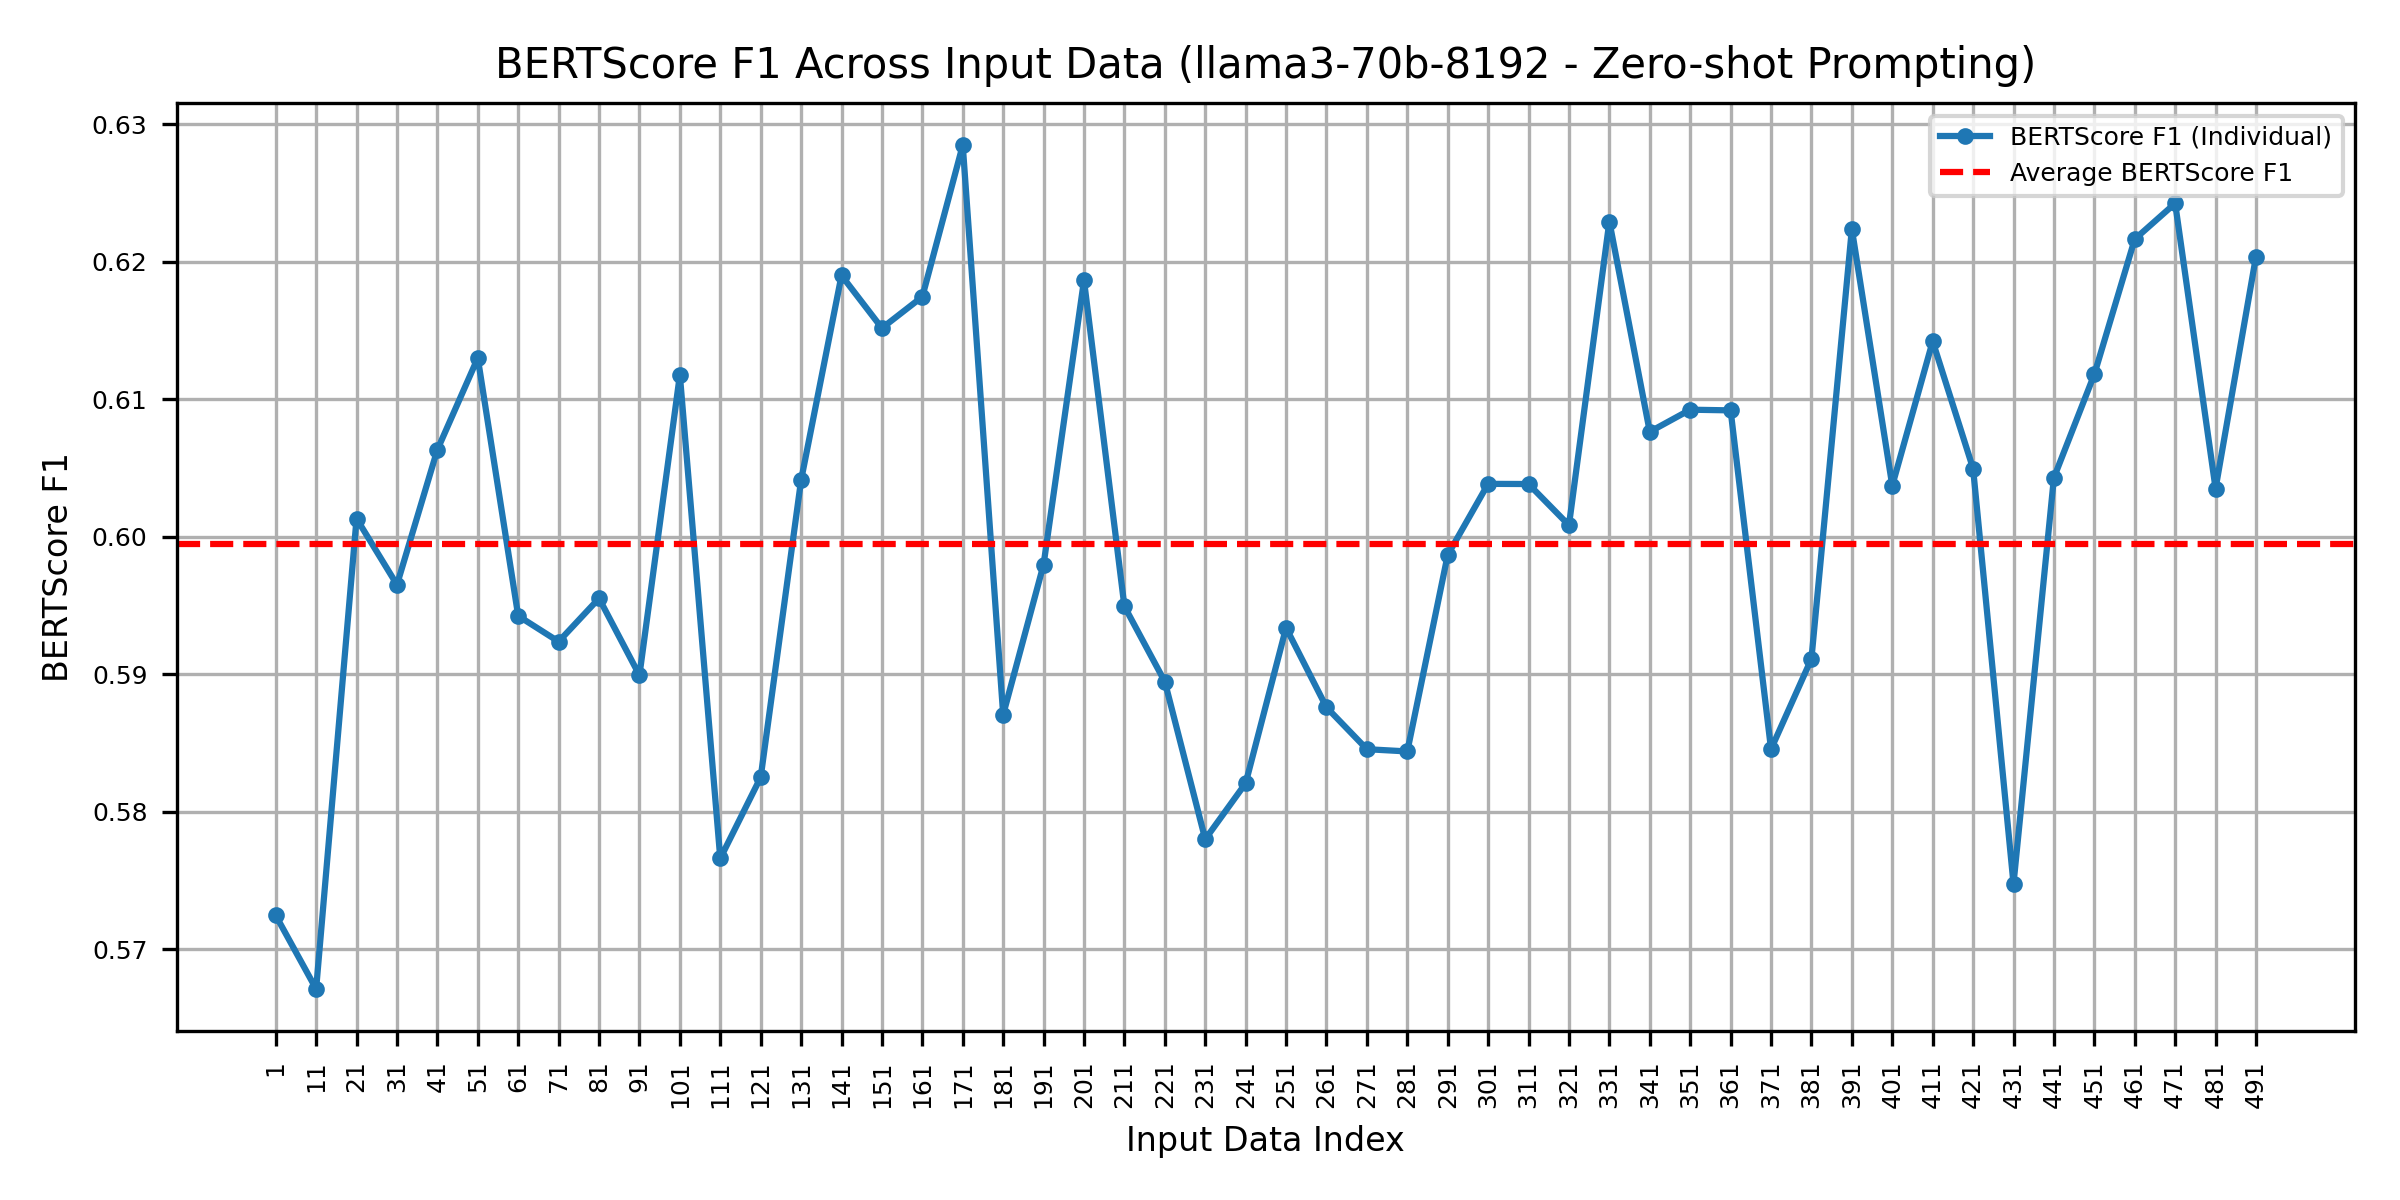 BERTScore F1 Across Input Data (llama3-70b-8192 - Zero-shot Prompting)
BERTScore F1 (Individual)
Average BERTScore F1
0.63
0.62
0.61
0.60
0.59
0.58
0.57
BERTScore F1
1 11 21 31 41 51 61 71 81 91 101 111 121 131 141 151 161 171 181 191 201 211 221 231 241 251 261 271 281 291 301 311 321 331 341 351 361 371 381 391 401 411 421 431 441 451 461 471 481 491
Input Data Index